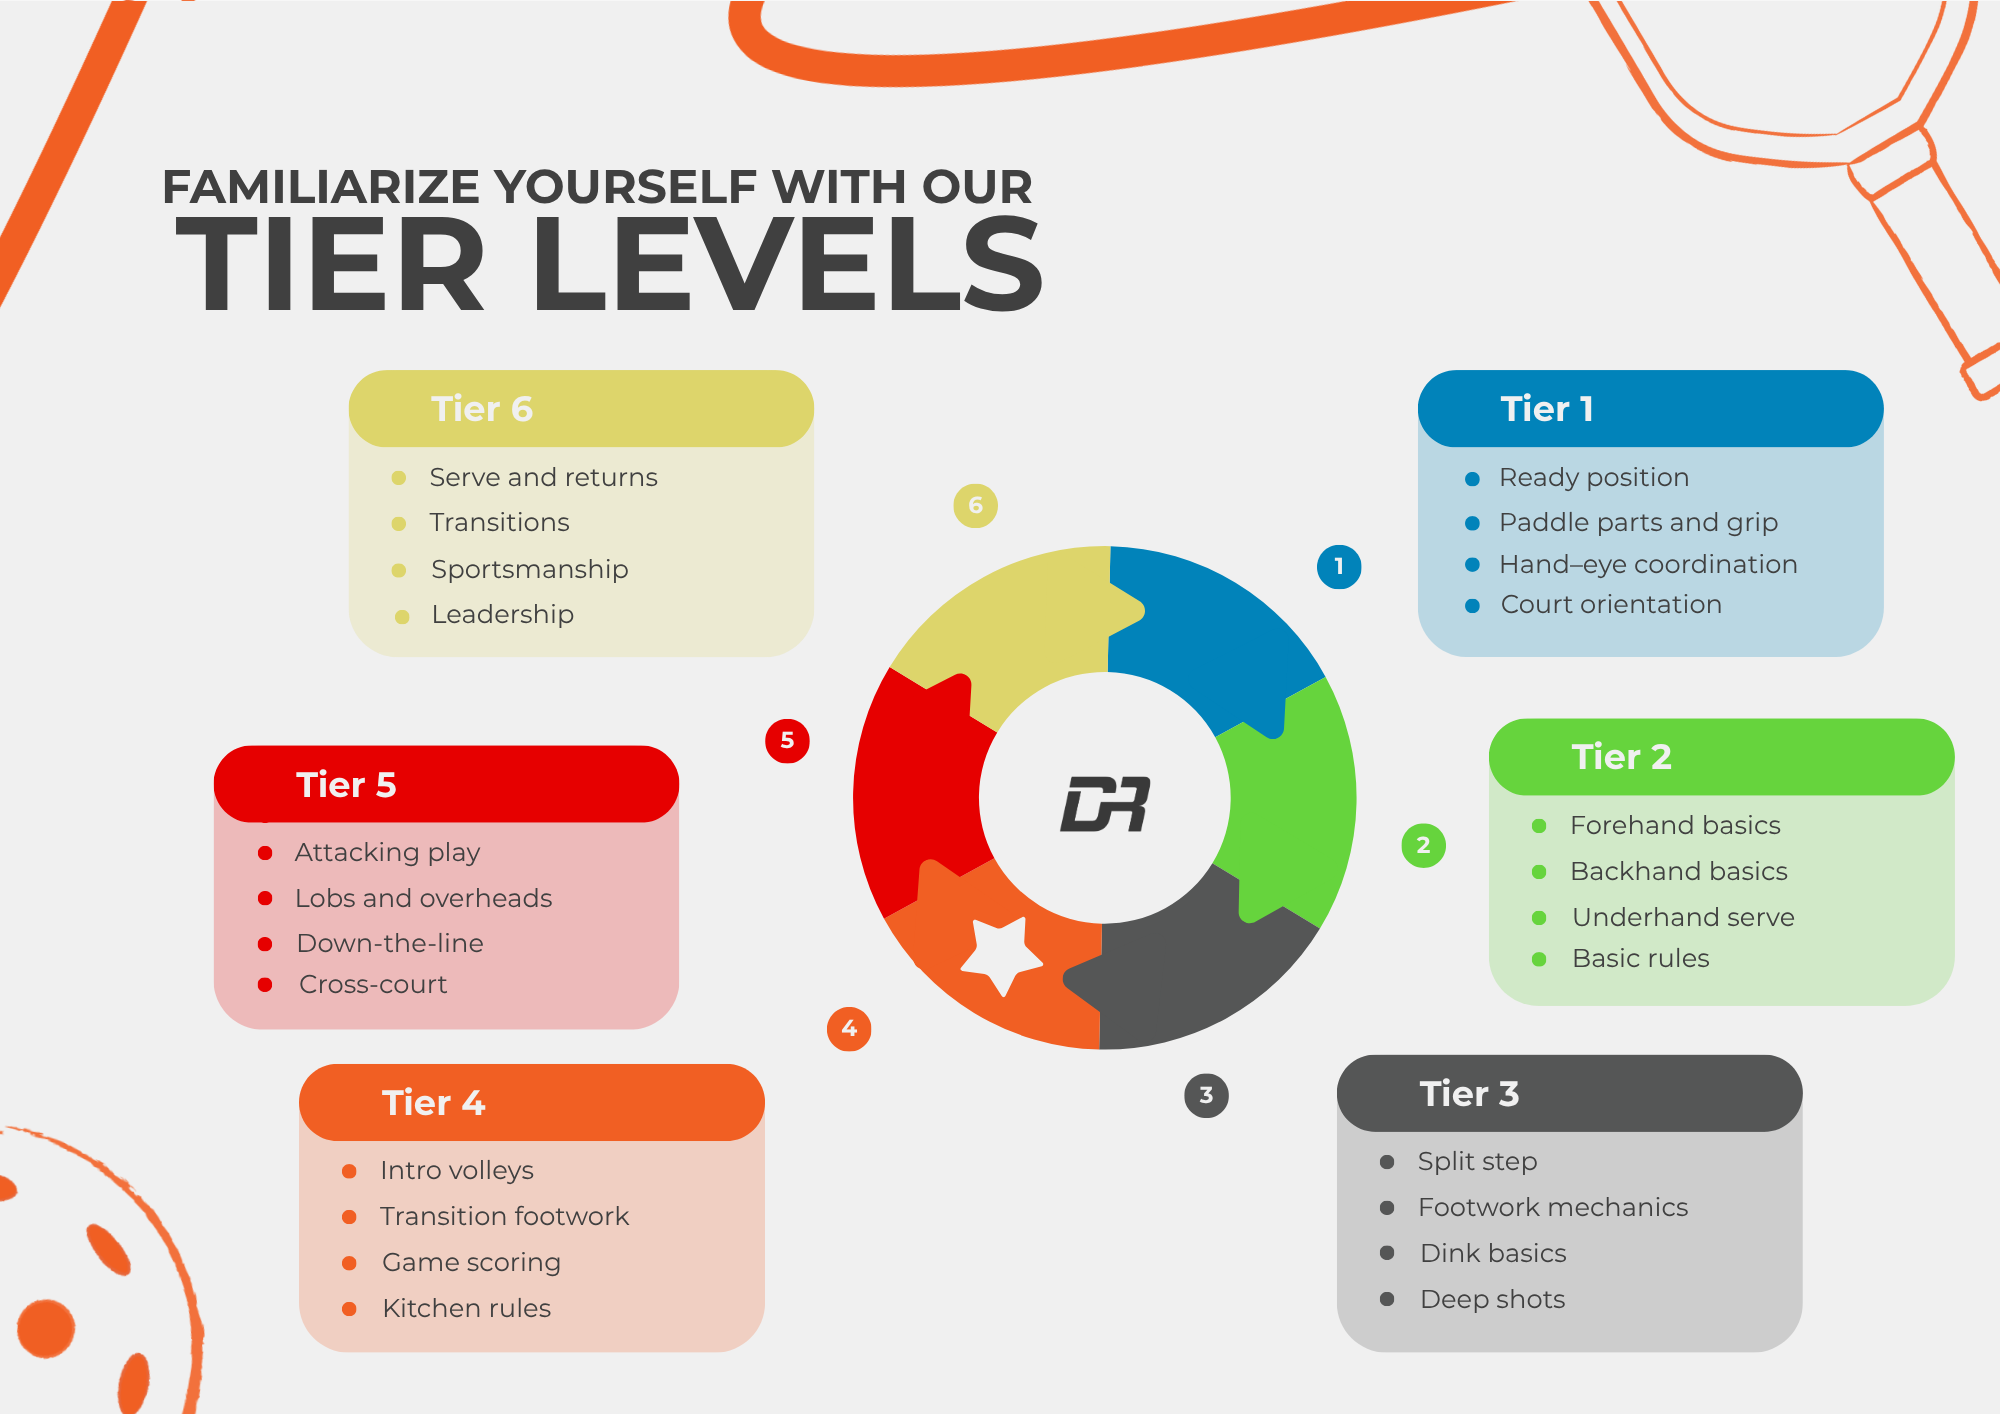 FAMILIARIZE YOURSELF WITH OUR
TIER LEVELS
Tier 1
Ready position
Paddle parts and grip
Hand–eye coordination
Court orientation
Tier 2
Forehand basics
Backhand basics
Underhand serve
Basic rules
Tier 3
Split step
Footwork mechanics
Dink basics
Deep shots
Tier 4
Intro volleys
Transition footwork
Game scoring
Kitchen rules
Tier 5
Attacking play
Lobs and overheads
Down-the-line
Cross-court
Tier 6
Serve and returns
Transitions
Sportsmanship
Leadership
1
2
3
4
5
6
DR